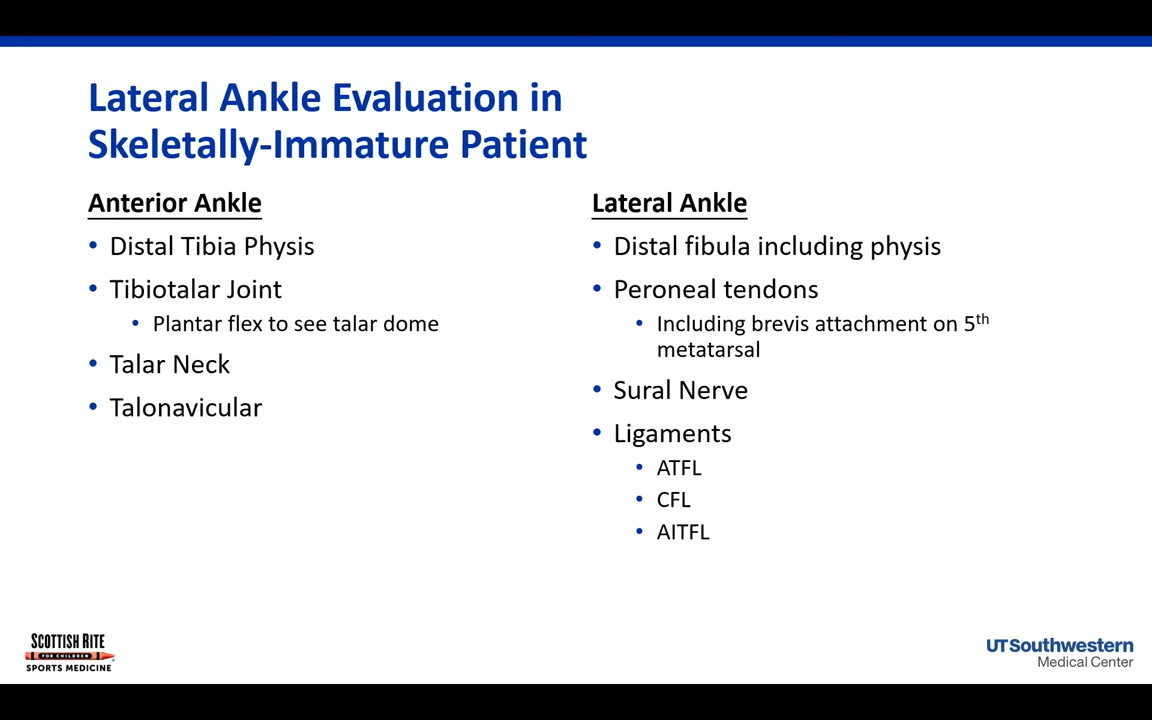 Lateral Ankle Evaluation in
Skeletally-Immature Patient
Anterior Ankle
• Distal Tibia Physis
• Tibiotalar Joint
• Plantar flex to see talar dome
• Talar Neck
• Talonavicular
Lateral Ankle
• Distal fibula including physis
• Peroneal tendons
• Including brevis attachment on 5th
metatarsal
• Sural Nerve
• Ligaments
• ATFL
• CFL
• AITFL
SCOTTISH RITE
FOR CHILDREN
SPORTS MEDICINE
UTSouthwestern
Medical Center